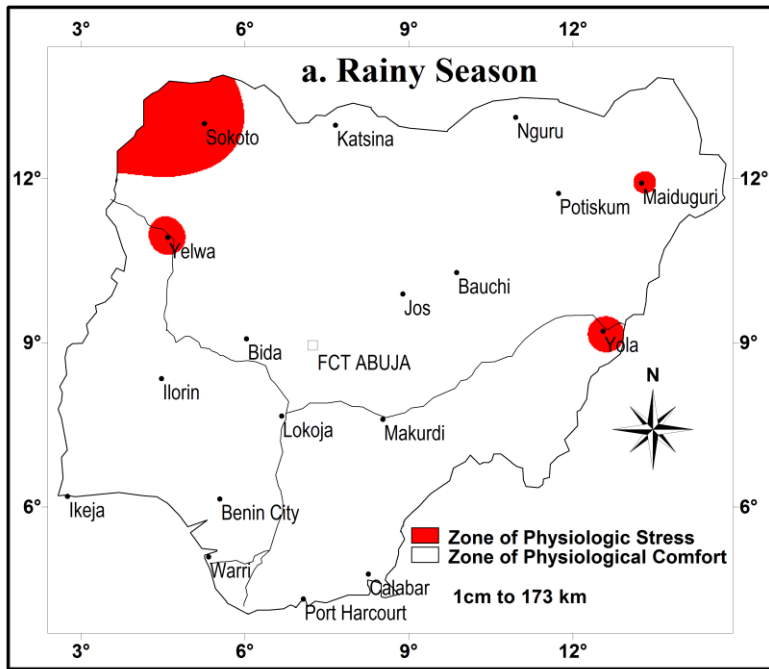 3° 6° 9° 12°
a. Rainy Season
Sokoto
Katsina
Nguru
12° 12°
Maiduguri
Potiskum
Yelwa
Bauchi
Jos
9° 9°
Bida
FCT ABUJA
Yola
N
Ilorin
Lokoja
Makurdi
6° 6°
Ikeja
Benin City
Zone of Physiologic Stress
Zone of Physiological Comfort
Warri
Calabar
1cm to 173 km
Port Harcourt
3° 6° 9° 12°